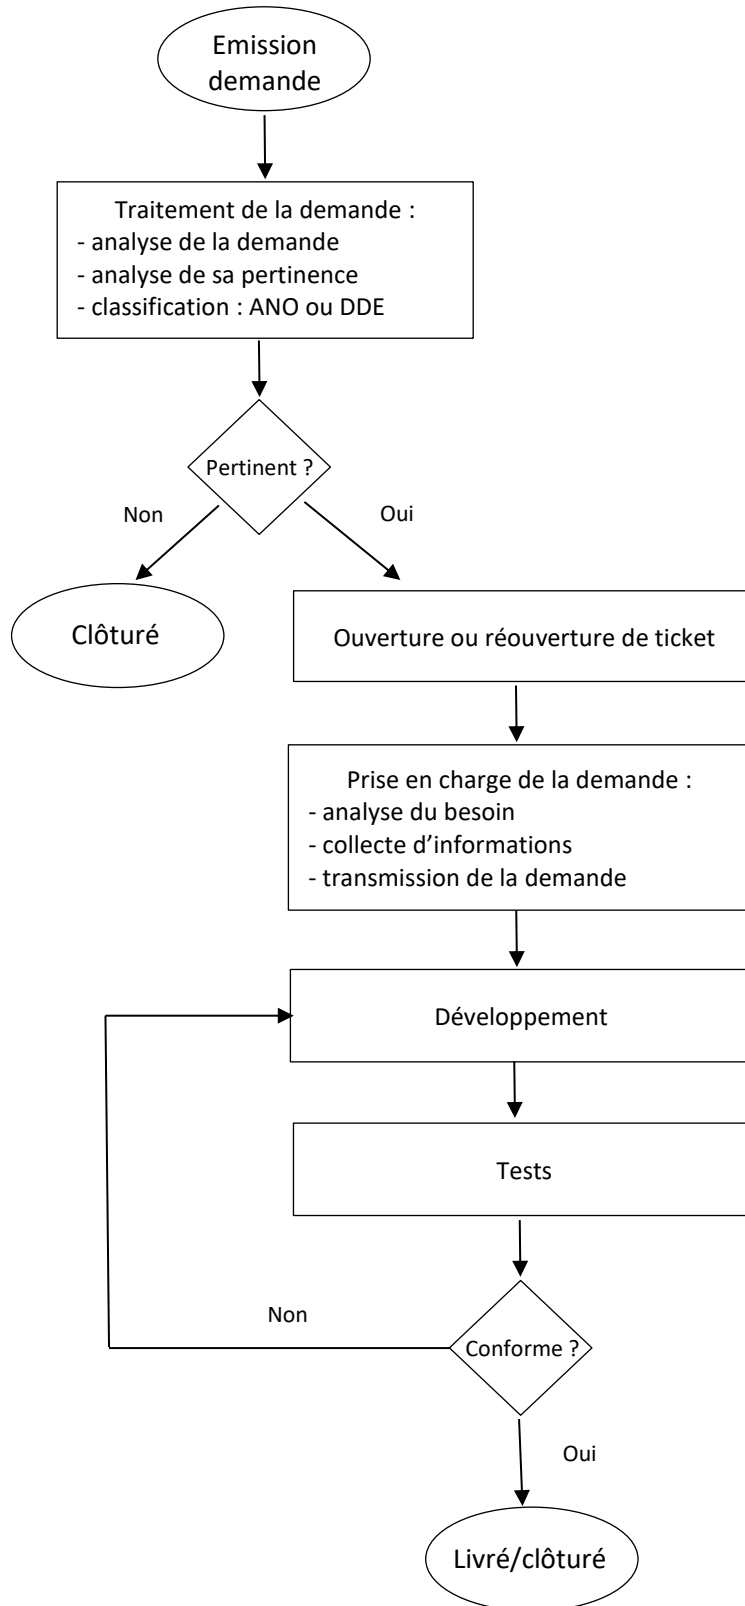 Emission
demande
Traitement de la demande :
- analyse de la demande
- analyse de sa pertinence
- classification : ANO ou DDE
Pertinent ?
Non
Oui
Clôturé
Ouverture ou réouverture de ticket
Prise en charge de la demande :
- analyse du besoin
- collecte d’informations
- transmission de la demande
Développement
Tests
Non
Conforme ?
Oui
Livré/clôturé